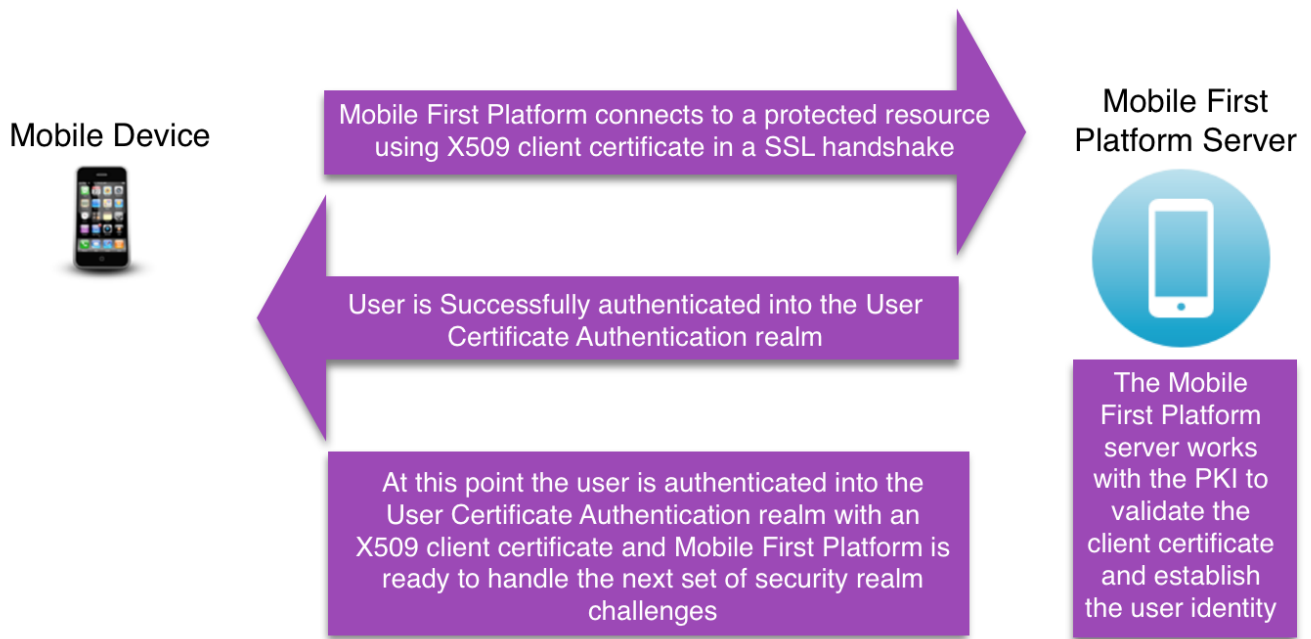 Mobile Device
Mobile First Platform connects to a protected resource
using X509 client certificate in a SSL handshake
Mobile First
Platform Server
User is Successfully authenticated into the User
Certificate Authentication realm
At this point the user is authenticated into the
User Certificate Authentication realm with an
X509 client certificate and Mobile First Platform is
ready to handle the next set of security realm
challenges
The Mobile
First Platform
server works
with the PKI to
validate the
client certificate
and establish
the user identity